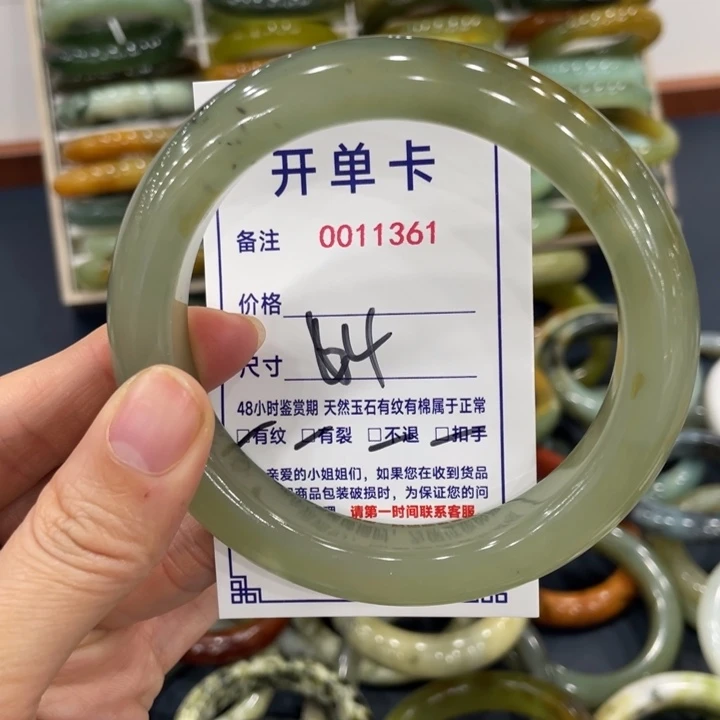 开单卡
备注 0011361
价格
尺寸 64
48小时鉴赏期 天然玉石有纹有棉属于正常
□有纹 □有裂 □不退 □扣手
亲爱的小姐姐们，如果您在收到货品
商品包装破损时，为保证您的问
请第一时间联系客服